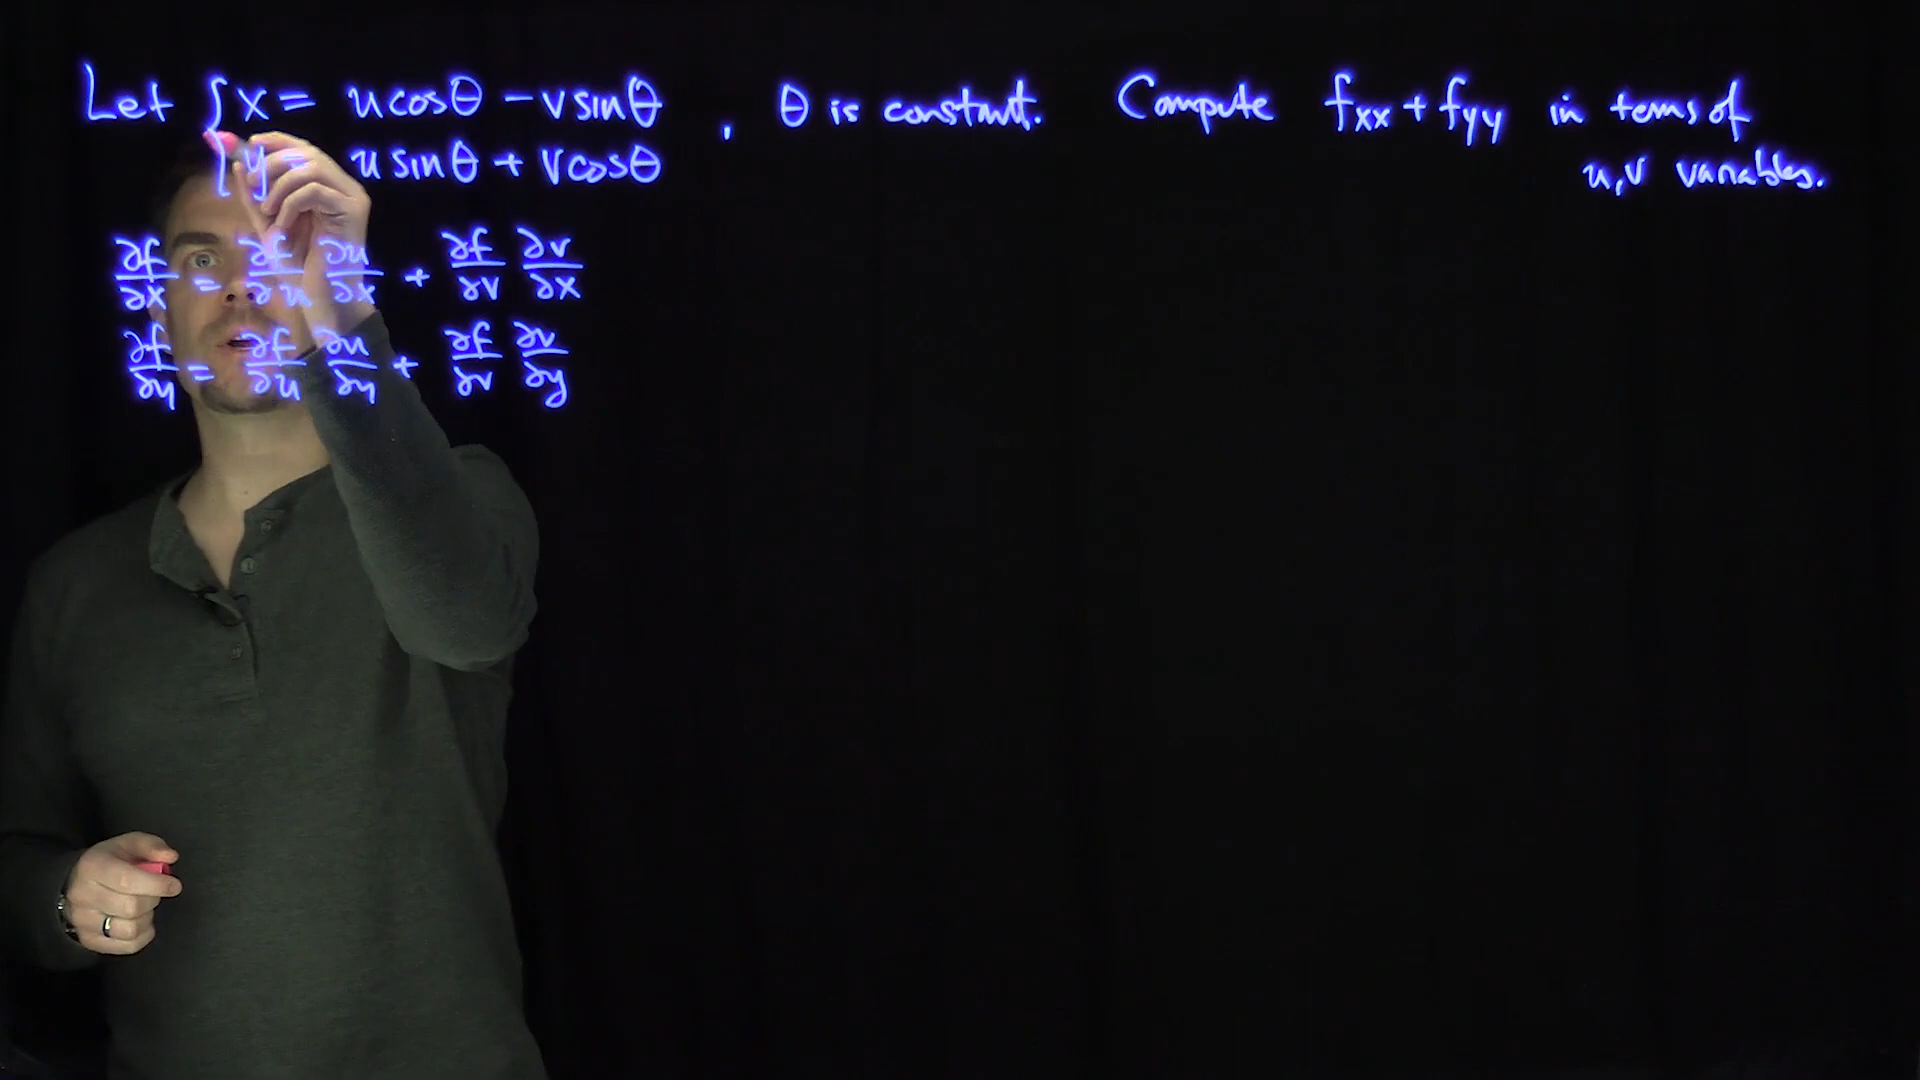 Let { x = u cosθ - v sinθ , θ is constant. Compute fxx + fyy in terms of
y = u sinθ + v cosθ u,v variables.
∂f/∂x = ∂f/∂u ∂u/∂x + ∂f/∂v ∂v/∂x
∂f/∂y = ∂f/∂u ∂u/∂y + ∂f/∂v ∂v/∂y